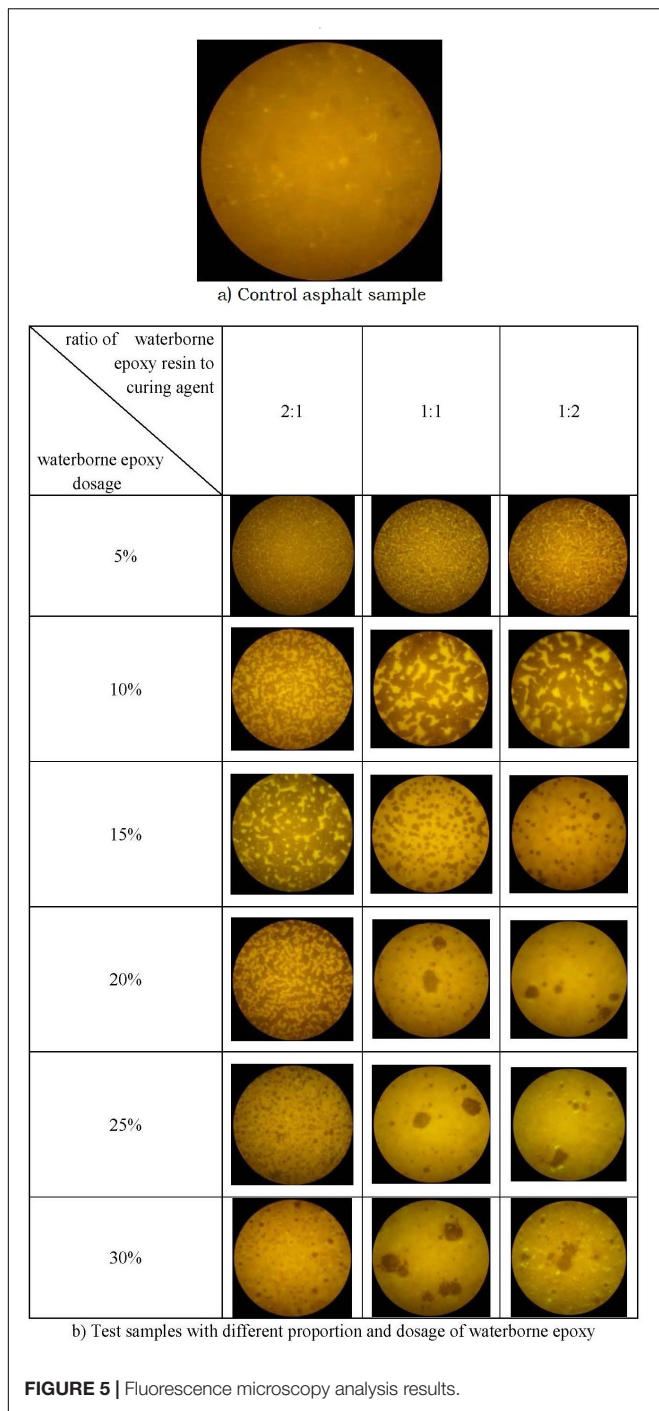 a) Control asphalt sample
ratio of waterborne
epoxy resin to
curing agent
waterborne epoxy
dosage
2:1 1:1 1:2
5%
10%
15%
20%
25%
30%
b) Test samples with different proportion and dosage of waterborne epoxy
FIGURE 5 | Fluorescence microscopy analysis results.